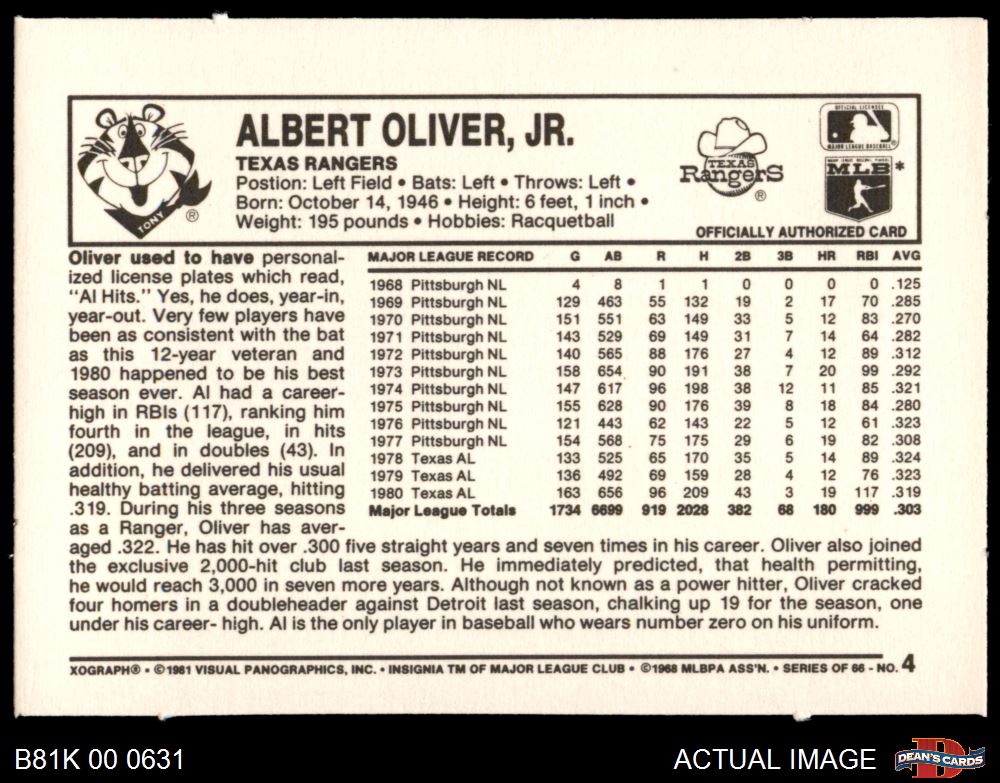 ALBERT OLIVER, JR.
TEXAS RANGERS
Postion: Left Field • Bats: Left • Throws: Left •
Born: October 14, 1946 • Height: 6 feet, 1 inch •
Weight: 195 pounds • Hobbies: Racquetball
TONY
®
TEXAS
RangerS
®
OFFICIAL LICENSEE
MAJOR LEAGUE BASEBALL
MAJOR LEAGUE BASEBALL PLAYERS
MLB *
OFFICIALLY AUTHORIZED CARD
Oliver used to have personal-
ized license plates which read,
"Al Hits." Yes, he does, year-in,
year-out. Very few players have
been as consistent with the bat
as this 12-year veteran and
1980 happened to be his best
season ever. Al had a career-
high in RBIs (117), ranking him
fourth in the league, in hits
(209), and in doubles (43). In
addition, he delivered his usual
healthy batting average, hitting
.319. During his three seasons
as a Ranger, Oliver has aver-
aged .322. He has hit over .300 five straight years and seven times in his career. Oliver also joined
the exclusive 2,000-hit club last season. He immediately predicted, that health permitting,
he would reach 3,000 in seven more years. Although not known as a power hitter, Oliver cracked
four homers in a doubleheader against Detroit last season, chalking up 19 for the season, one
under his career- high. Al is the only player in baseball who wears number zero on his uniform.
MAJOR LEAGUE RECORD G AB R H 2B 3B HR RBI AVG
1968 Pittsburgh NL 4 8 1 1 0 0 0 0 .125
1969 Pittsburgh NL 129 463 55 132 19 2 17 70 .285
1970 Pittsburgh NL 151 551 63 149 33 5 12 83 .270
1971 Pittsburgh NL 143 529 69 149 31 7 14 64 .282
1972 Pittsburgh NL 140 565 88 176 27 4 12 89 .312
1973 Pittsburgh NL 158 654 90 191 38 7 20 99 .292
1974 Pittsburgh NL 147 617 96 198 38 12 11 85 .321
1975 Pittsburgh NL 155 628 90 176 39 8 18 84 .280
1976 Pittsburgh NL 121 443 62 143 22 5 12 61 .323
1977 Pittsburgh NL 154 568 75 175 29 6 19 82 .308
1978 Texas AL 133 525 65 170 35 5 14 89 .324
1979 Texas AL 136 492 69 159 28 4 12 76 .323
1980 Texas AL 163 656 96 209 43 3 19 117 .319
Major League Totals 1734 6699 919 2028 382 68 180 999 .303
XOGRAPH® • ©1981 VISUAL PANOGRAPHICS, INC. • INSIGNIA TM OF MAJOR LEAGUE CLUB • ©1968 MLBPA ASS'N. • SERIES OF 66 - NO. 4
B81K 00 0631
ACTUAL IMAGE
DEAN'S CARDS